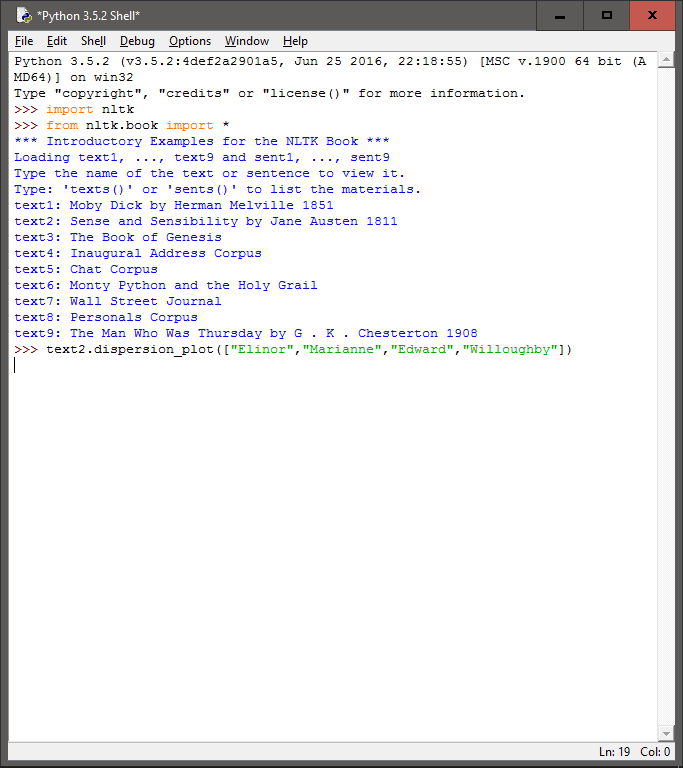 *Python 3.5.2 Shell*
File Edit Shell Debug Options Window Help
Python 3.5.2 (v3.5.2:4def2a2901a5, Jun 25 2016, 22:18:55) [MSC v.1900 64 bit (A
MD64)] on win32
Type "copyright", "credits" or "license()" for more information.
>>> import nltk
>>> from nltk.book import *
*** Introductory Examples for the NLTK Book ***
Loading text1, ..., text9 and sent1, ..., sent9
Type the name of the text or sentence to view it.
Type: 'texts()' or 'sents()' to list the materials.
text1: Moby Dick by Herman Melville 1851
text2: Sense and Sensibility by Jane Austen 1811
text3: The Book of Genesis
text4: Inaugural Address Corpus
text5: Chat Corpus
text6: Monty Python and the Holy Grail
text7: Wall Street Journal
text8: Personals Corpus
text9: The Man Who Was Thursday by G . K . Chesterton 1908
>>> text2.dispersion_plot(["Elinor","Marianne","Edward","Willoughby"])
Ln: 19 Col: 0